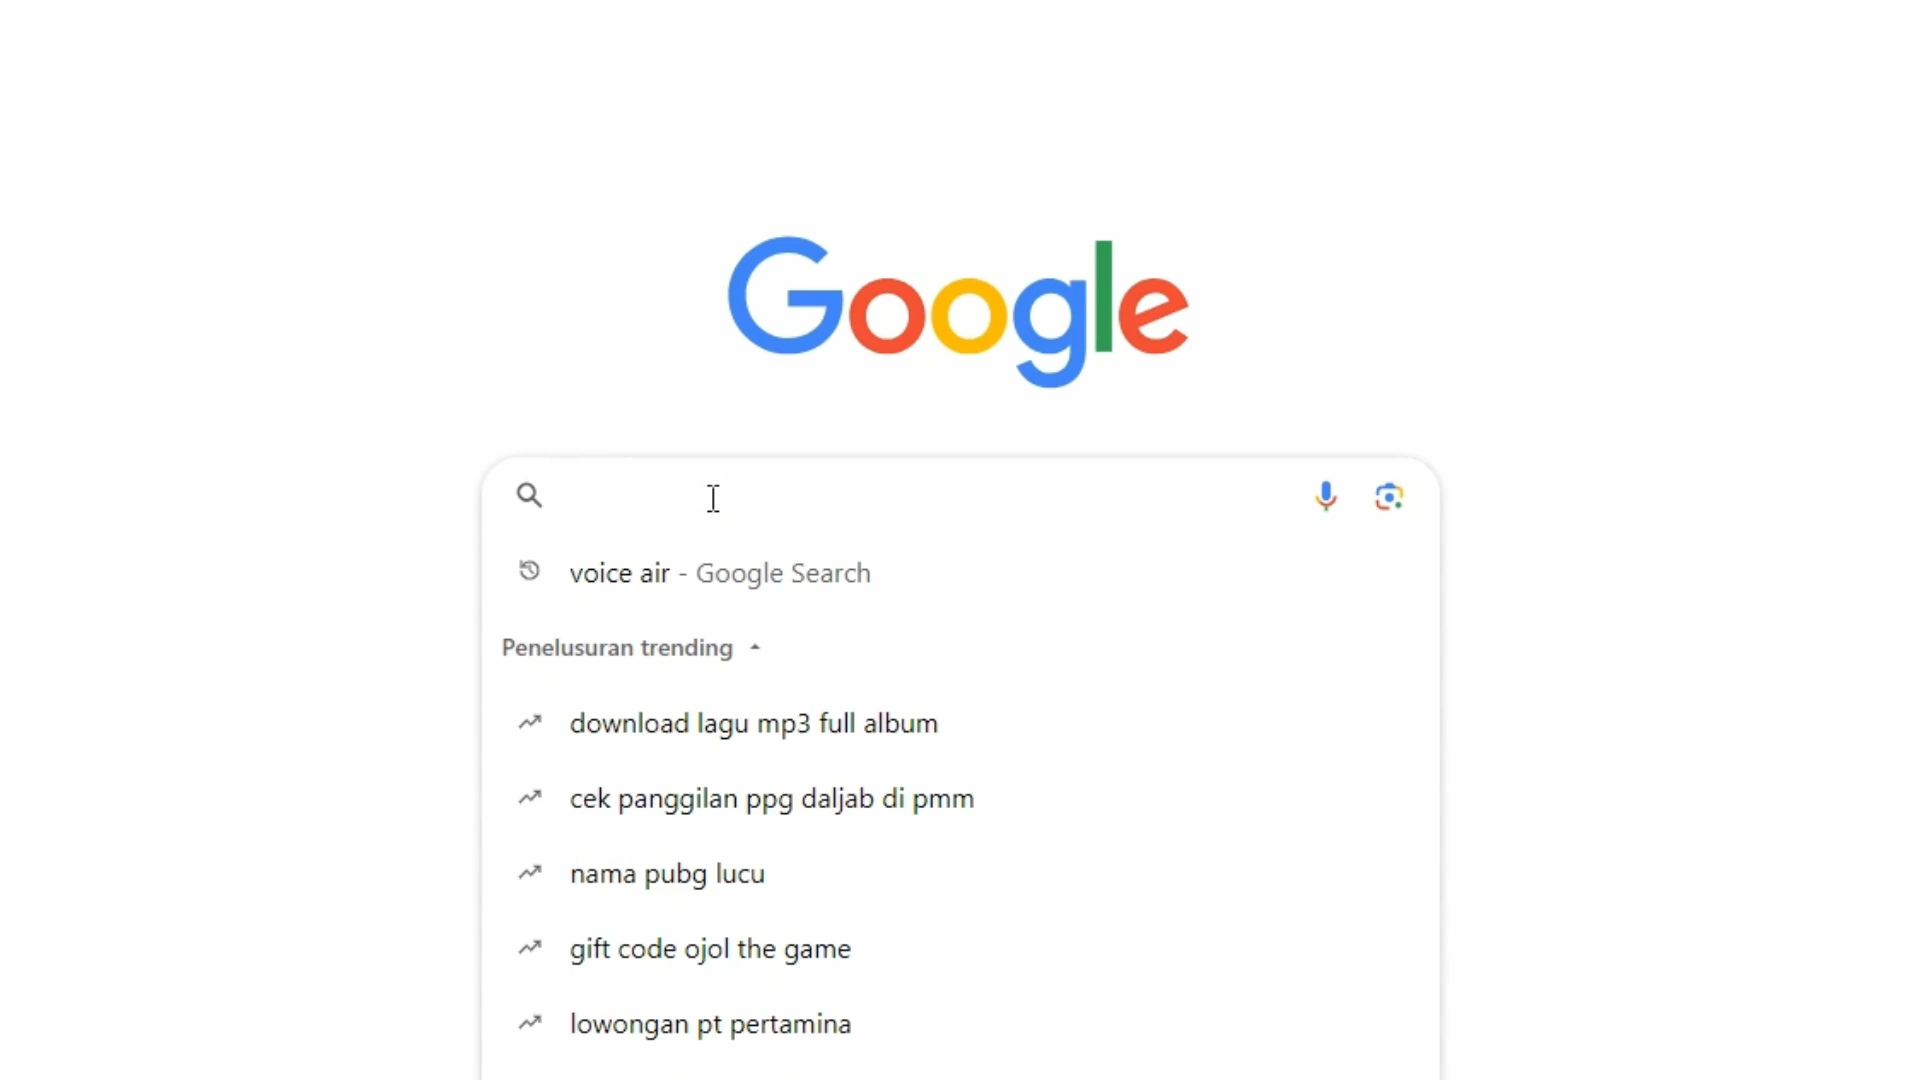 Google
voice air - Google Search
Penelusuran trending
download lagu mp3 full album
cek panggilan ppg daljab di pmm
nama pubg lucu
gift code ojol the game
lowongan pt pertamina